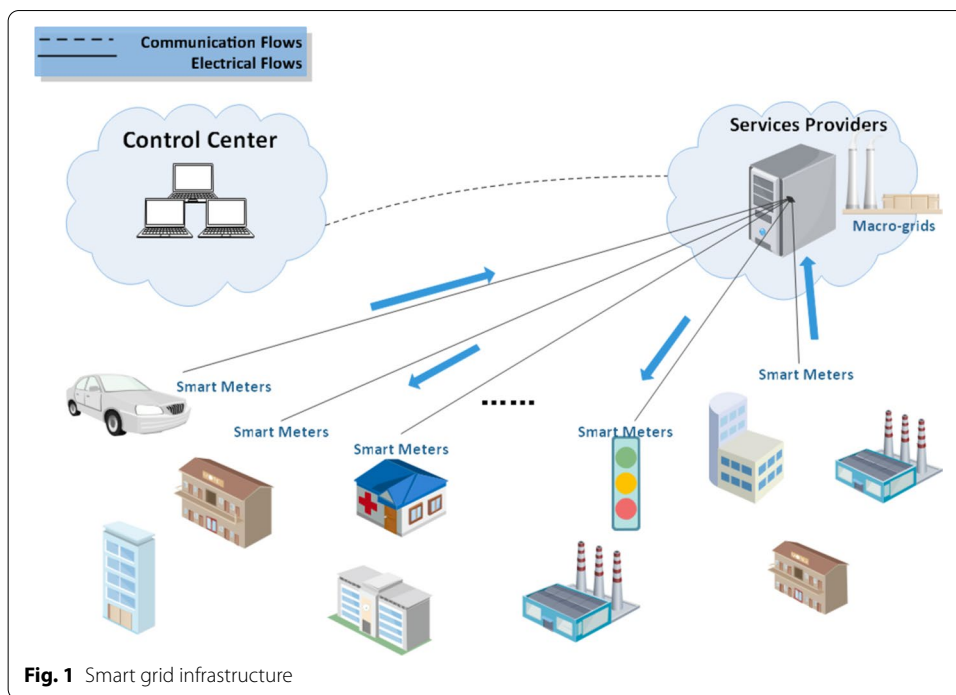 Communication Flows
Electrical Flows
Control Center
Services Providers
Macro-grids
Smart Meters
Smart Meters
Smart Meters
Smart Meters
Smart Meters
......
Fig. 1 Smart grid infrastructure